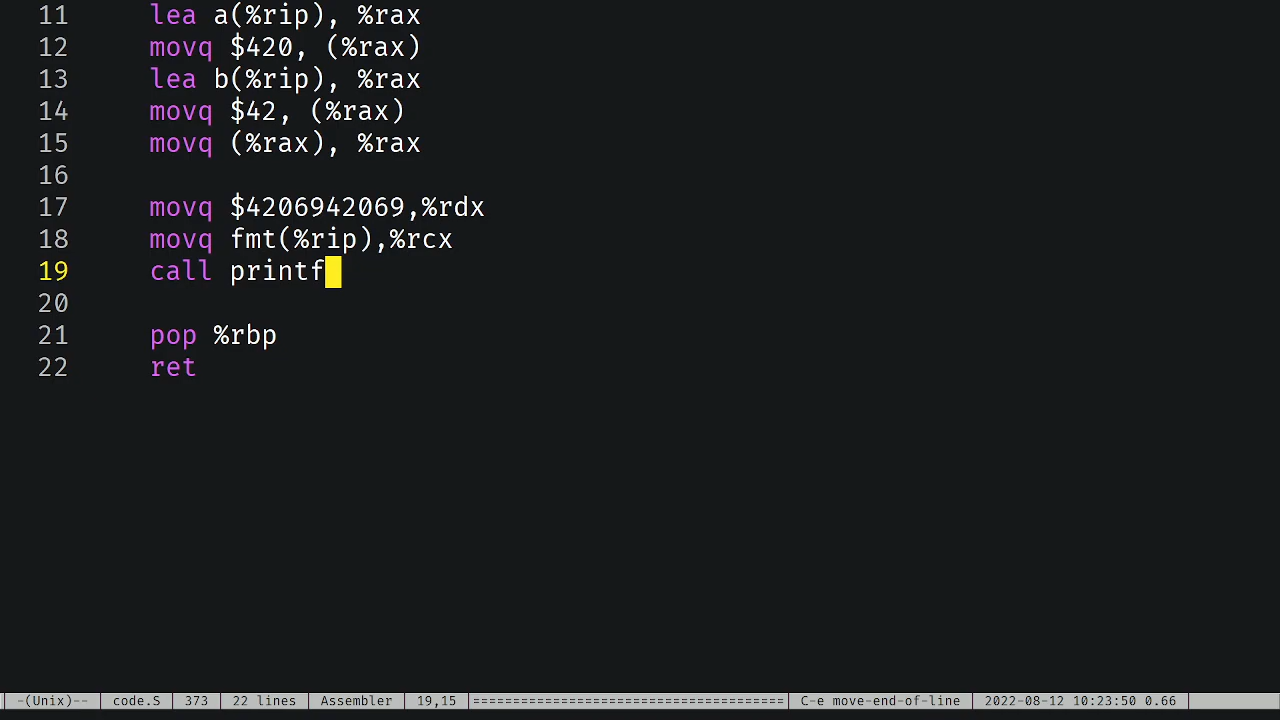 11 lea a(%rip), %rax
12 movq $420, (%rax)
13 lea b(%rip), %rax
14 movq $42, (%rax)
15 movq (%rax), %rax
16
17 movq $4206942069,%rdx
18 movq fmt(%rip),%rcx
19 call printf
20
21 pop %rbp
22 ret
-(Unix)-- code.S 373 22 lines Assembler 19,15 ======================================= C-e move-end-of-line 2022-08-12 10:23:50 0.66